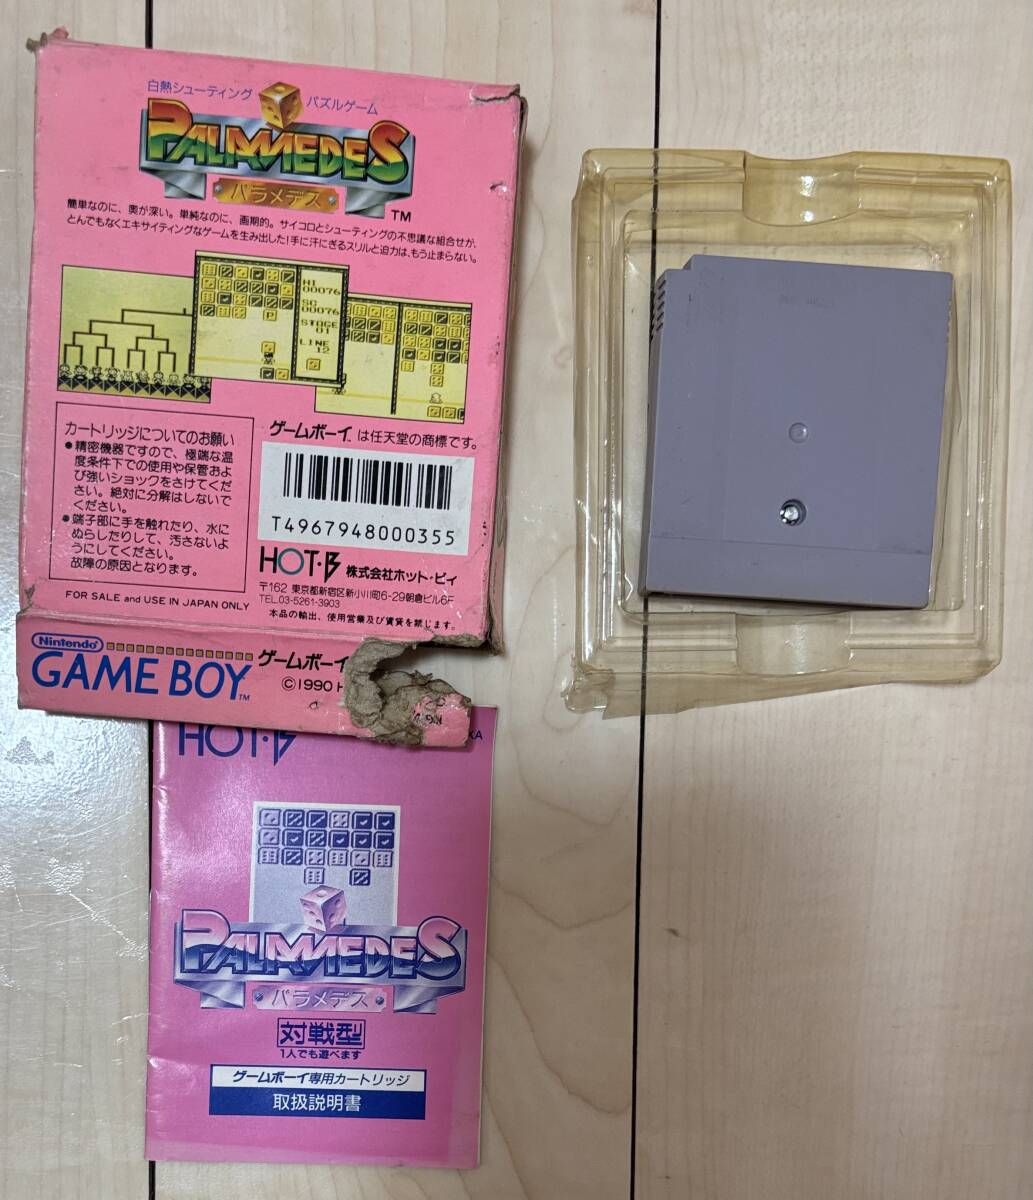 白熱シューティング パズルゲーム
PALAMEDES
パラメデス
TM
簡単なのに、奥が深い。単純なのに、画期的。サイコロとシューティングの不思議な組合せが、
とんでもなくエキサイティングなゲームを生み出した!手に汗にぎるスリルと迫力は、もう止まらない。
HI
00076
SC
00076
STAGE
01
LINE
12
P
カートリッジについてのお願い
●精密機器ですので、極端な温
度条件下での使用や保管およ
び強いショックをさけてくだ
さい。絶対に分解はしないで
ください。
●端子部に手を触れたり、水に
ぬらしたりして、汚さないよ
うにしてください。
故障の原因となります。
FOR SALE and USE IN JAPAN ONLY
ゲームボーイ は任天堂の商標です。
T4967948000355
HOT・B 株式会社ホット・ビィ
〒162 東京都新宿区新小川町6-29朝倉ビル6F
TEL.03-5261-3903
本品の輸出、使用営業及び賃貸を禁じます。
Nintendo
GAME BOY TM
ゲームボーイ
©1990 H
HOT・B
KA
PALAMEDES
パラメデス
対戦型
1人でも遊べます
ゲームボーイ専用カートリッジ
取扱説明書